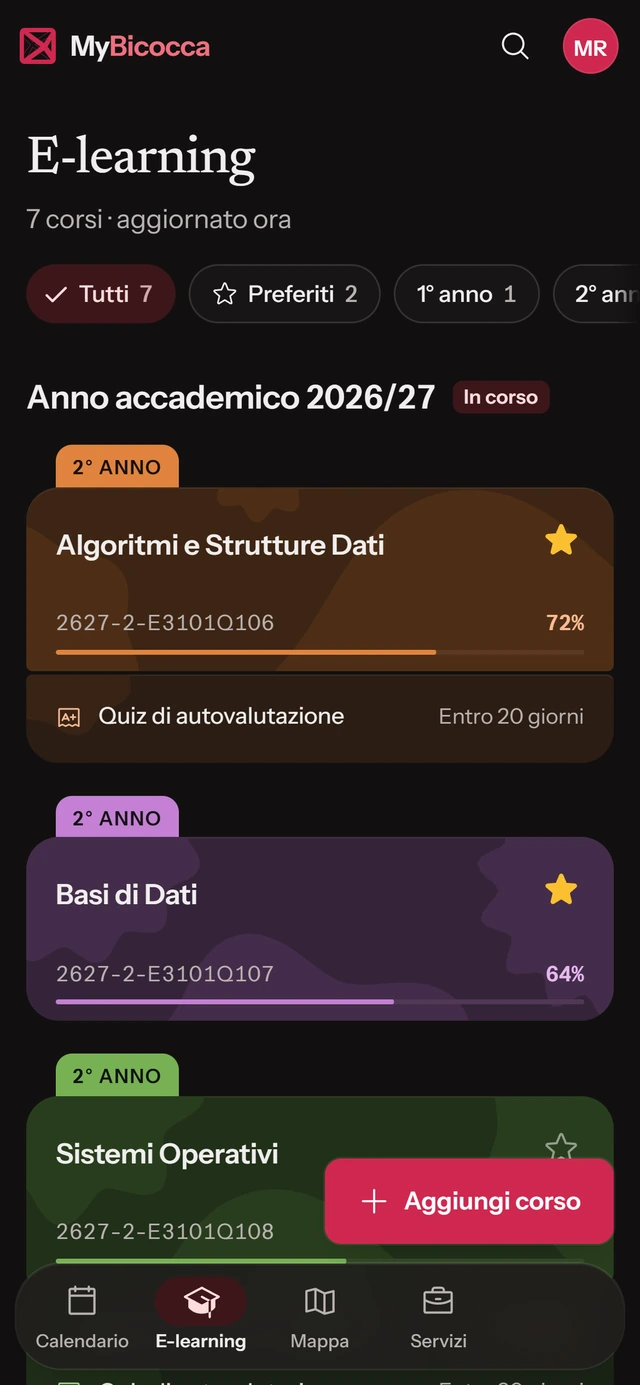 MyBicocca
MR
E-learning
7 corsi · aggiornato ora
Tutti 7
Preferiti 2
1° anno 1
2° ann
Anno accademico 2026/27
In corso
2° ANNO
Algoritmi e Strutture Dati
2627-2-E3101Q106
72%
A+
Quiz di autovalutazione
Entro 20 giorni
2° ANNO
Basi di Dati
2627-2-E3101Q107
64%
2° ANNO
Sistemi Operativi
2627-2-E3101Q108
Aggiungi corso
Calendario
E-learning
Mappa
Servizi